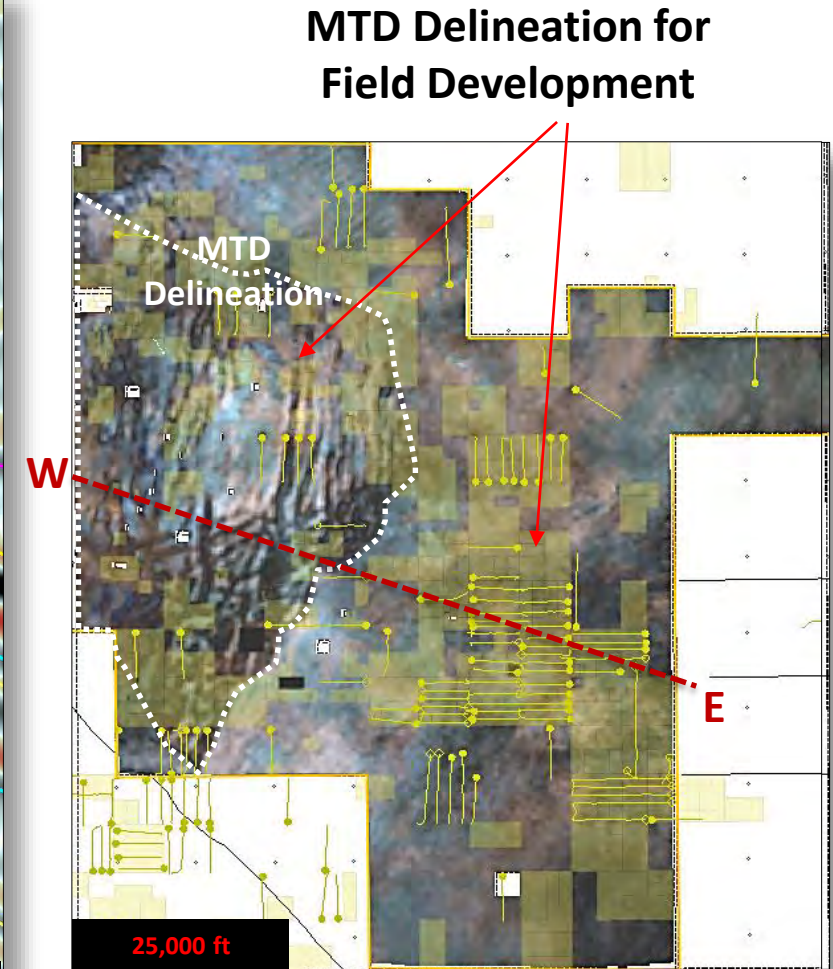 MTD Delineation for
Field Development
MTD
Delineation
W
E
25,000 ft